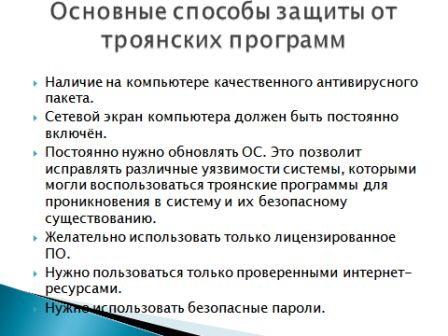 Основные способы защиты от
троянских программ
Наличие на компьютере качественного антивирусного
пакета.
Сетевой экран компьютера должен быть постоянно
включён.
Постоянно нужно обновлять ОС. Это позволит
исправлять различные уязвимости системы, которыми
могли воспользоваться троянские программы для
проникновения в систему и их безопасному
существованию.
Желательно использовать только лицензированное
ПО.
Нужно пользоваться только проверенными интернет-
ресурсами.
Нужно использовать безопасные пароли.